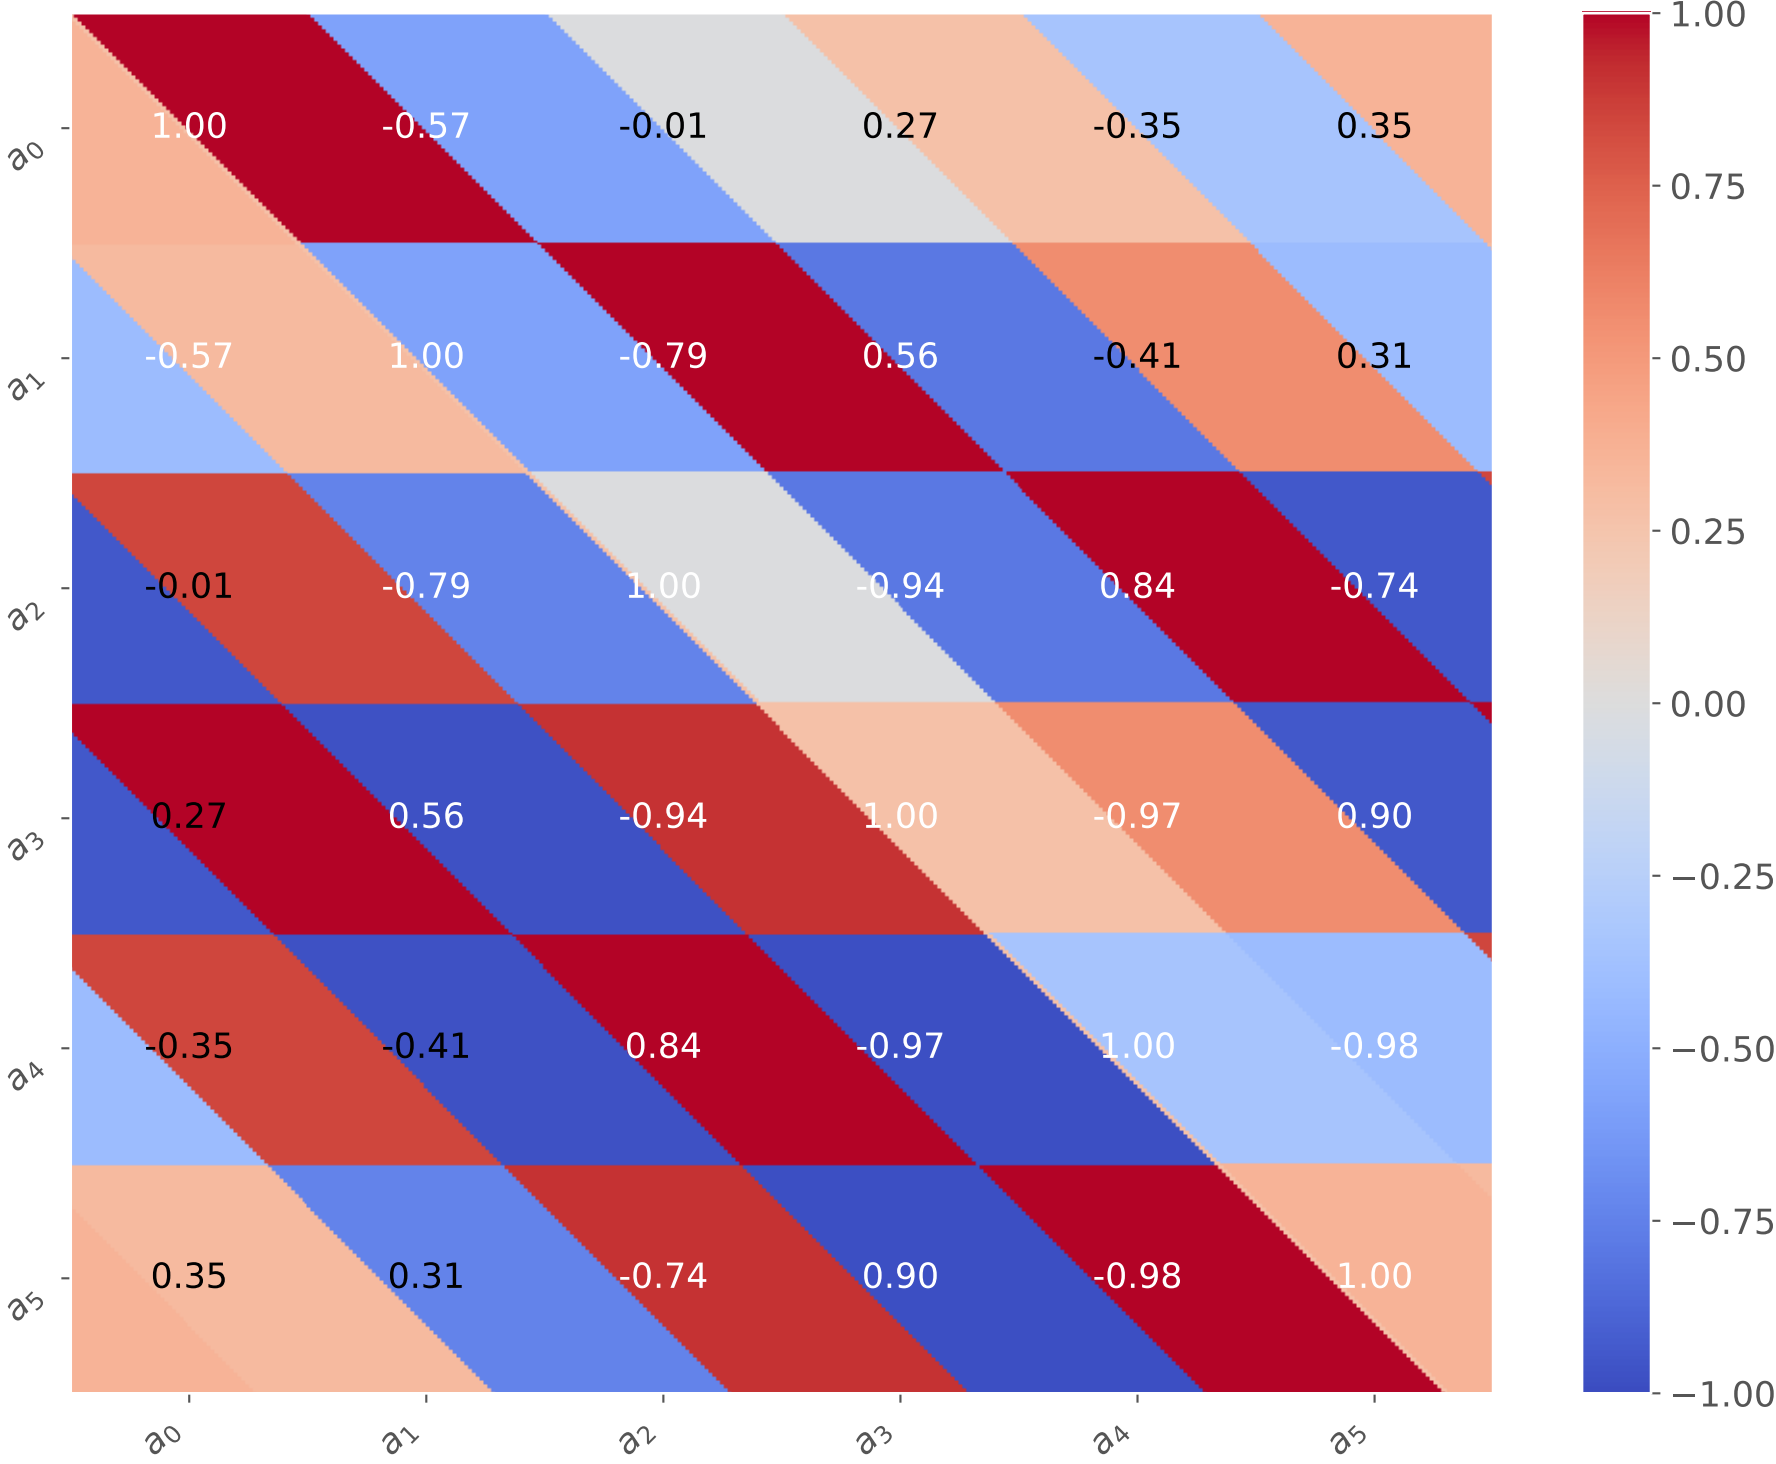 1.00
a₀ 1.00 -0.57 -0.01 0.27 -0.35 0.35
0.75
a₁ -0.57 1.00 -0.79 0.56 -0.41 0.31
0.50
0.25
a₂ -0.01 -0.79 1.00 -0.94 0.84 -0.74
0.00
a₃ 0.27 0.56 -0.94 1.00 -0.97 0.90
−0.25
a₄ -0.35 -0.41 0.84 -0.97 1.00 -0.98
−0.50
−0.75
a₅ 0.35 0.31 -0.74 0.90 -0.98 1.00
−1.00
a₀ a₁ a₂ a₃ a₄ a₅